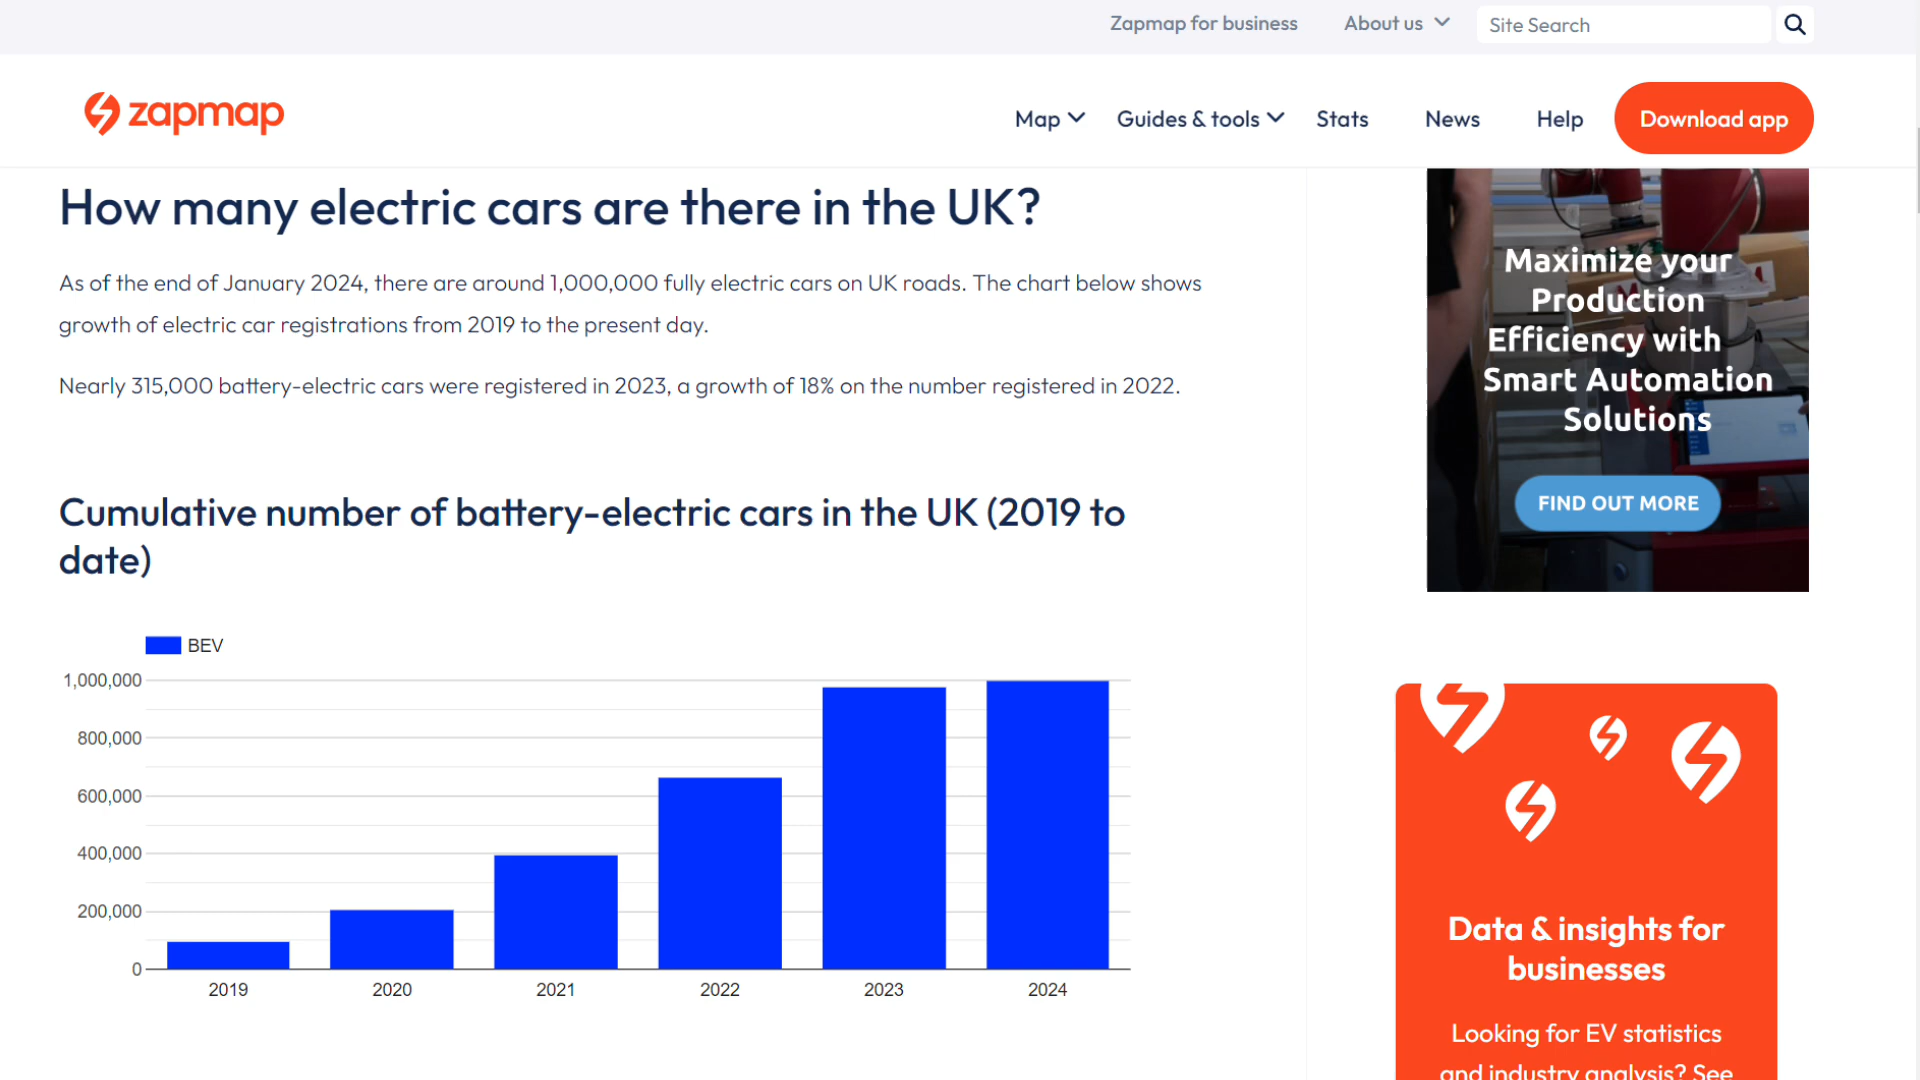 Zapmap for business
About us
Site Search
zapmap
Map
Guides & tools
Stats
News
Help
Download app
How many electric cars are there in the UK?
As of the end of January 2024, there are around 1,000,000 fully electric cars on UK roads. The chart below shows
growth of electric car registrations from 2019 to the present day.
Nearly 315,000 battery-electric cars were registered in 2023, a growth of 18% on the number registered in 2022.
Cumulative number of battery-electric cars in the UK (2019 to
date)
BEV
1,000,000
800,000
600,000
400,000
200,000
0
2019
2020
2021
2022
2023
2024
Maximize your
Production
Efficiency with
Smart Automation
Solutions
FIND OUT MORE
Data & insights for
businesses
Looking for EV statistics
and industry analysis? See